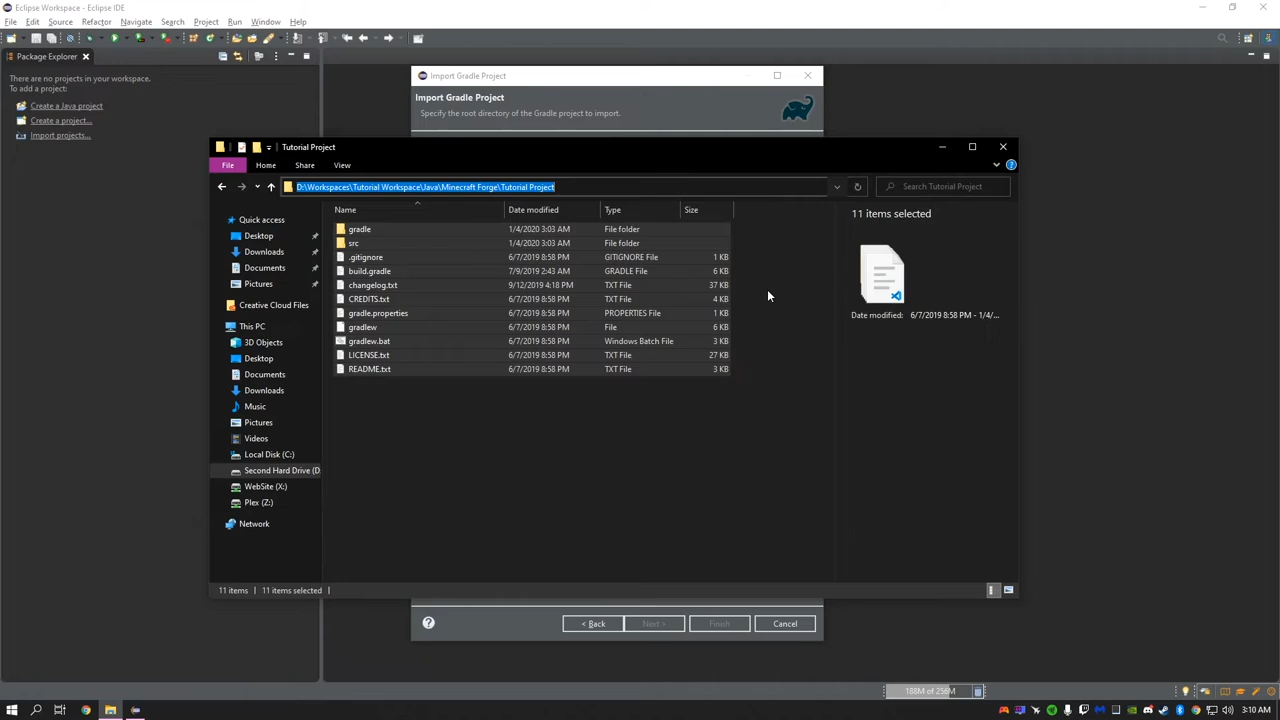 Eclipse Workspace - Eclipse IDE
File Edit Source Refactor Navigate Search Project Run Window Help
Package Explorer
There are no projects in your workspace.
To add a project:
Create a Java project
Create a project...
Import projects...
Import Gradle Project
Import Gradle Project
Specify the root directory of the Gradle project to import.
Tutorial Project
File Home Share View
D:\Workspaces\Tutorial Workspace\Java\Minecraft Forge\Tutorial Project
Search Tutorial Project
Quick access
Desktop
Downloads
Documents
Pictures
Creative Cloud Files
This PC
3D Objects
Desktop
Documents
Downloads
Music
Pictures
Videos
Local Disk (C:)
Second Hard Drive (D
WebSite (X:)
Plex (Z:)
Network
Name Date modified Type Size
gradle 1/4/2020 3:03 AM File folder
src 1/4/2020 3:03 AM File folder
.gitignore 6/7/2019 8:58 PM GITIGNORE File 1 KB
build.gradle 7/9/2019 2:43 AM GRADLE File 6 KB
changelog.txt 9/12/2019 4:18 PM TXT File 37 KB
CREDITS.txt 6/7/2019 8:58 PM TXT File 4 KB
gradle.properties 6/7/2019 8:58 PM PROPERTIES File 1 KB
gradlew 6/7/2019 8:58 PM File 6 KB
gradlew.bat 6/7/2019 8:58 PM Windows Batch File 3 KB
LICENSE.txt 6/7/2019 8:58 PM TXT File 27 KB
README.txt 6/7/2019 8:58 PM TXT File 3 KB
11 items selected
Date modified: 6/7/2019 8:58 PM - 1/4/...
11 items 11 items selected
< Back Next > Finish Cancel
188M of 256M
3:10 AM